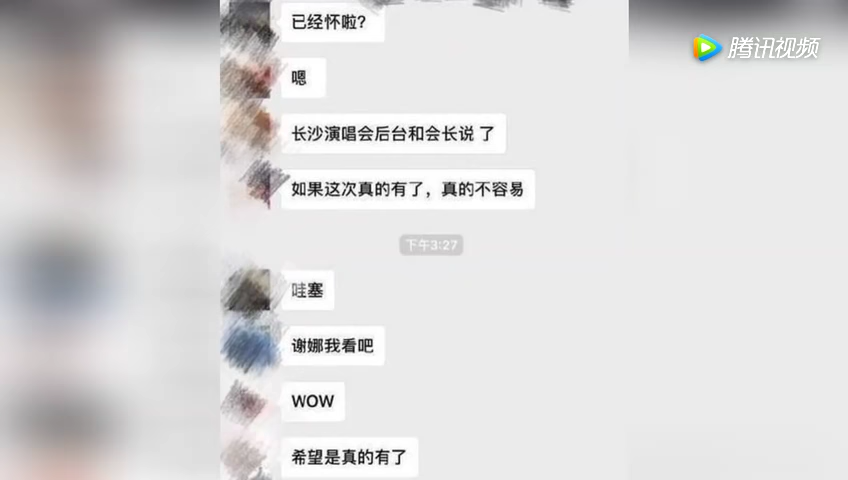 已经怀啦？
腾讯视频
嗯
长沙演唱会后台和会长说 了
如果这次真的有了，真的不容易
下午3:27
哇塞
谢娜我看吧
WOW
希望是真的有了